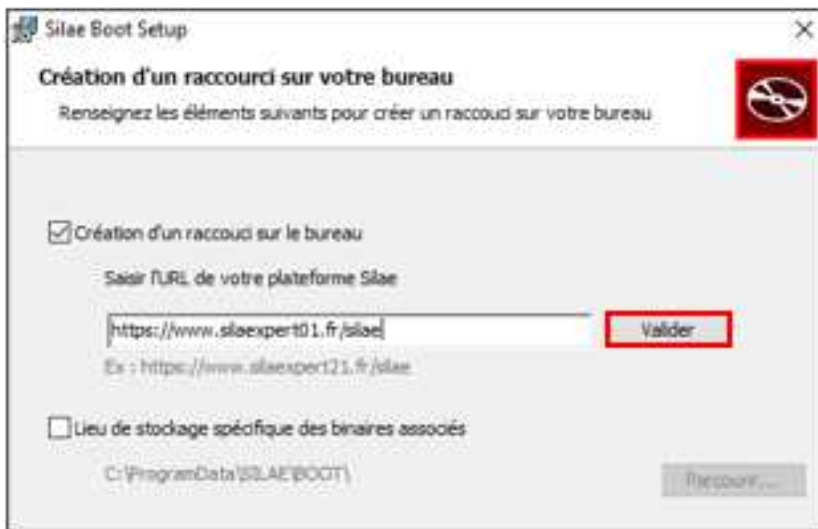 Silae Boot Setup
Création d'un raccourci sur votre bureau
Renseignez les éléments suivants pour créer un raccouci sur votre bureau
Création d'un raccouci sur le bureau
Saisir l'URL de votre plateforme Silae
https://www.silaexpert01.fr/silae
Valider
Ex : https://www.silaexpert21.fr/silae
Lieu de stockage spécifique des binaires associés
C:\ProgramData\SILAE\BOOT\
Parcourir...